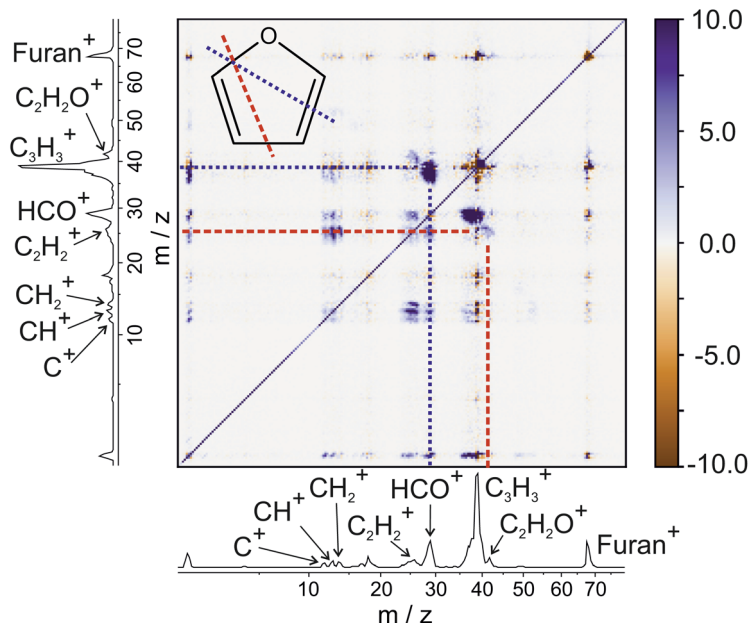 Furan⁺
C₂H₂O⁺
C₃H₃⁺
HCO⁺
C₂H₂⁺
CH₂⁺
CH⁺
C⁺
70
60
50
40
30
20
10
m / z
O
10.0
5.0
0.0
-5.0
-10.0
C⁺
CH⁺
CH₂⁺
C₂H₂⁺
HCO⁺
C₃H₃⁺
C₂H₂O⁺
Furan⁺
10 20 30 40 50 60 70
m / z